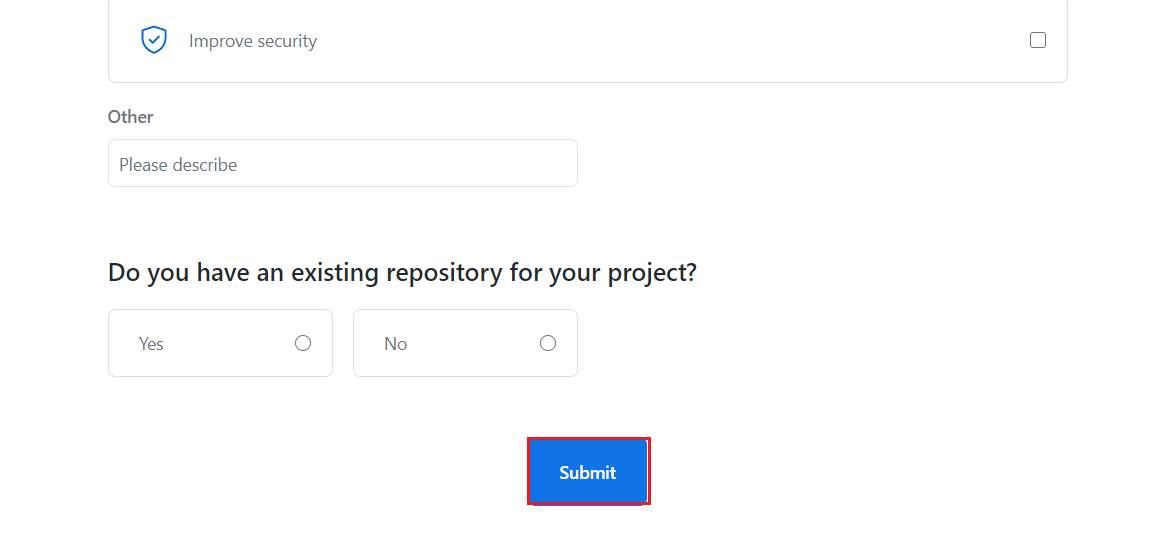 Improve security
Other
Please describe
Do you have an existing repository for your project?
Yes
No
Submit